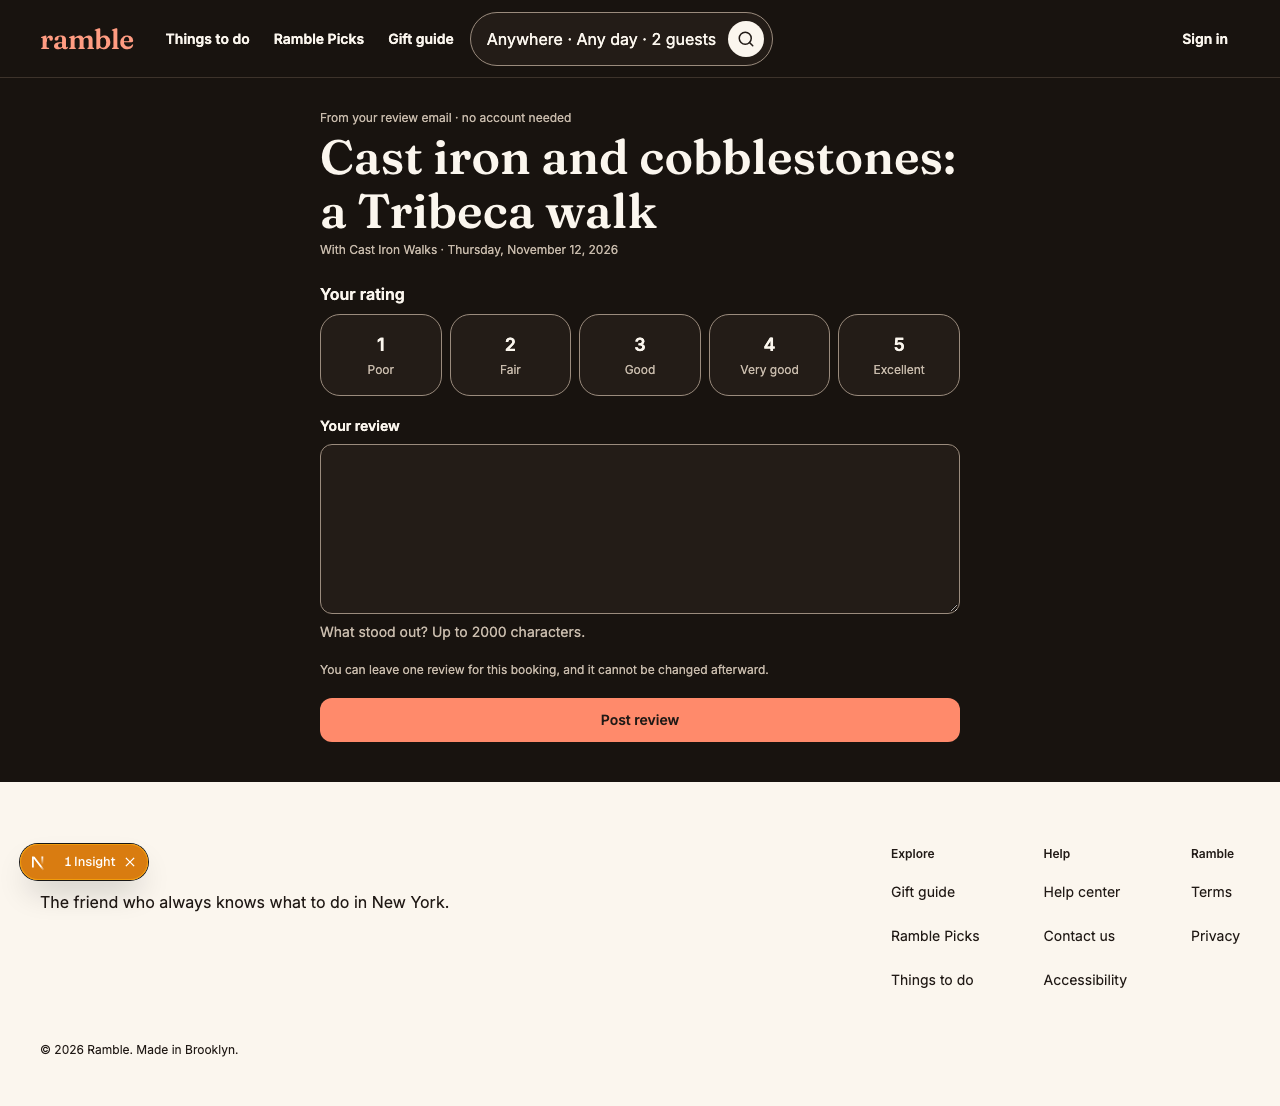 ramble
Things to do
Ramble Picks
Gift guide
Anywhere · Any day · 2 guests
Sign in
From your review email · no account needed
Cast iron and cobblestones:
a Tribeca walk
With Cast Iron Walks · Thursday, November 12, 2026
Your rating
1
Poor
2
Fair
3
Good
4
Very good
5
Excellent
Your review
What stood out? Up to 2000 characters.
You can leave one review for this booking, and it cannot be changed afterward.
Post review
N
1 Insight
The friend who always knows what to do in New York.
Explore
Gift guide
Ramble Picks
Things to do
Help
Help center
Contact us
Accessibility
Ramble
Terms
Privacy
© 2026 Ramble. Made in Brooklyn.